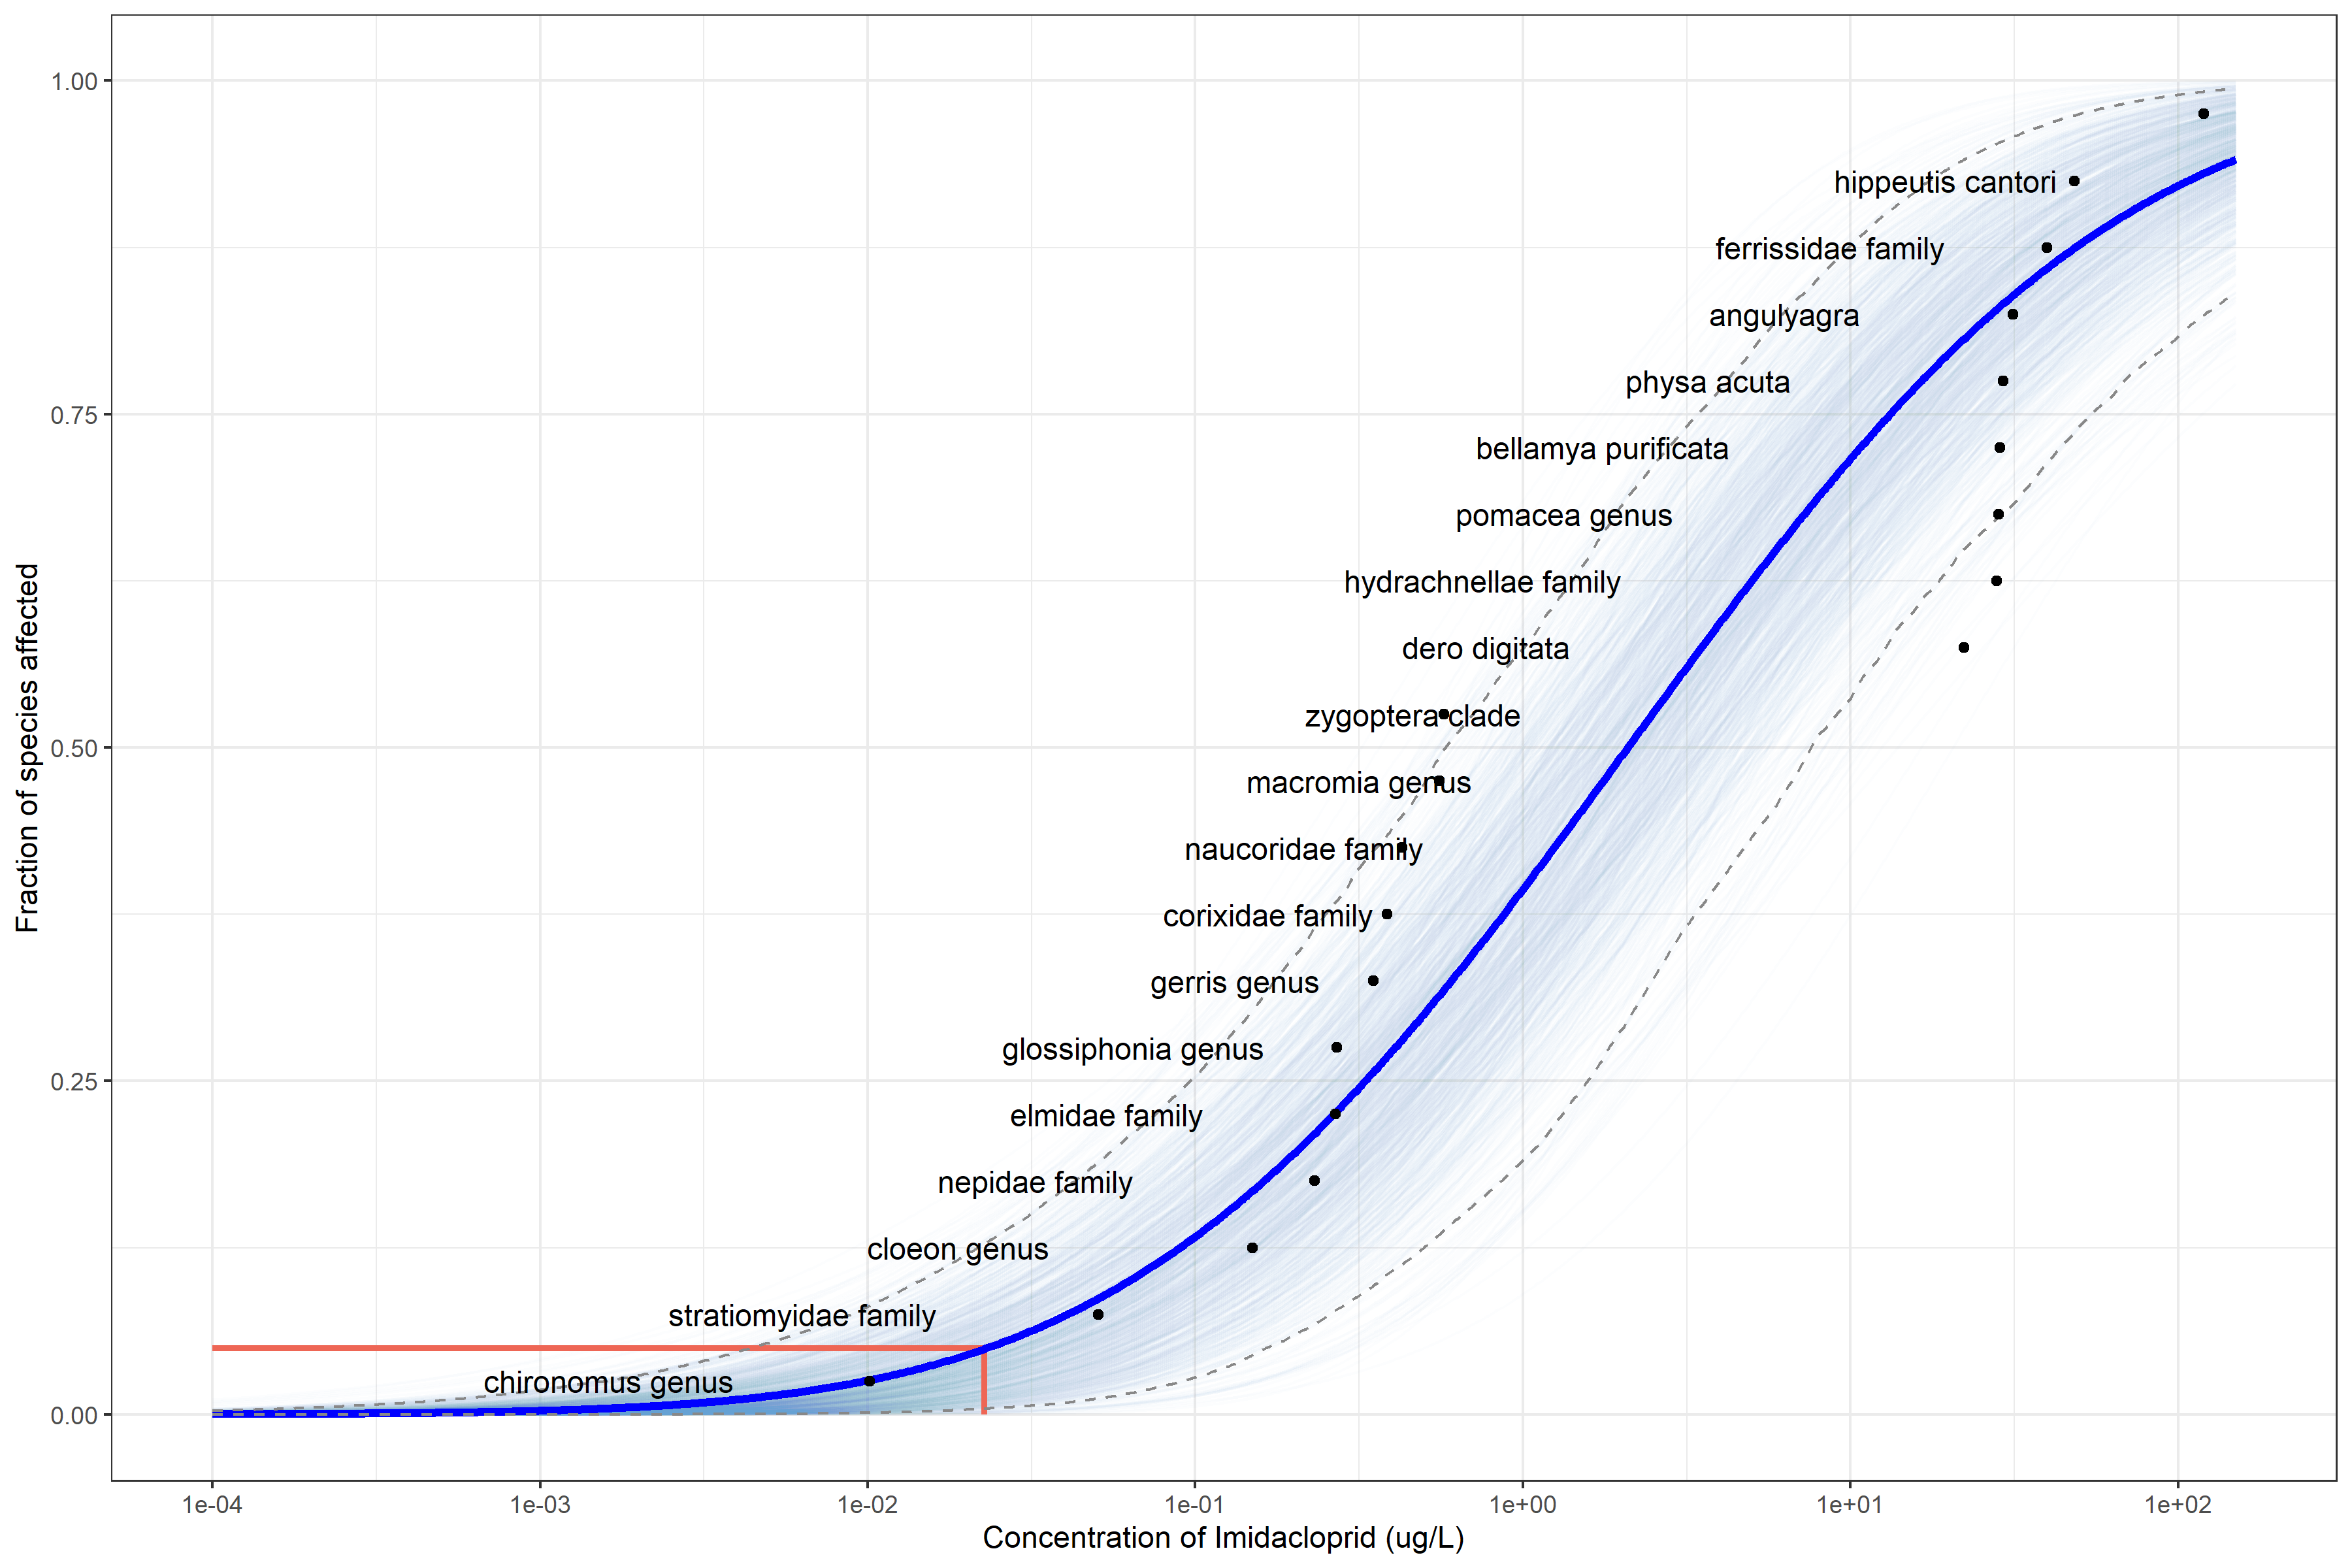 1.00
hippeutis cantori
ferrissidae family
angulyagra
physa acuta
0.75
bellamya purificata
pomacea genus
hydrachnellae family
dero digitata
zygoptera clade
0.50
macromia genus
naucoridae family
corixidae family
gerris genus
glossiphonia genus
0.25
elmidae family
nepidae family
cloeon genus
stratiomyidae family
chironomus genus
0.00
Fraction of species affected
1e-04 1e-03 1e-02 1e-01 1e+00 1e+01 1e+02
Concentration of Imidacloprid (ug/L)